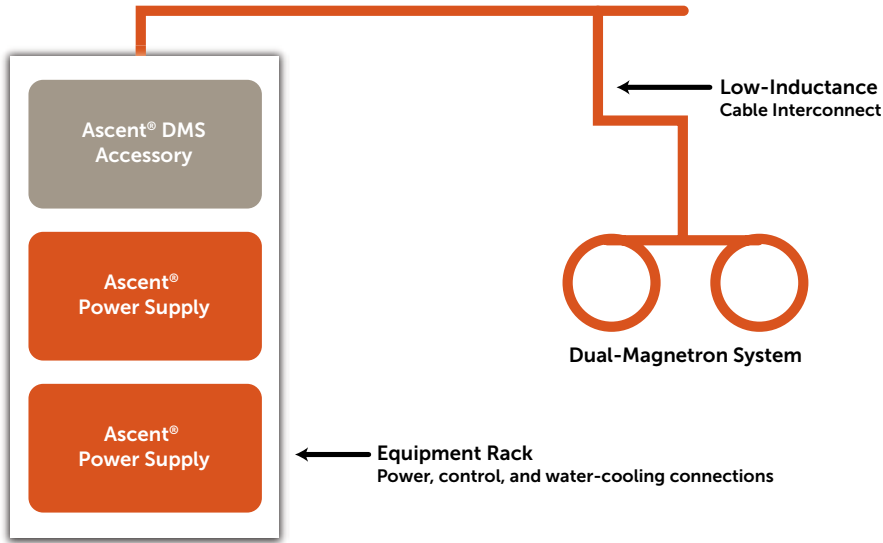 Ascent® DMS
Accessory
Ascent®
Power Supply
Ascent®
Power Supply
Low-Inductance
Cable Interconnect
Dual-Magnetron System
Equipment Rack
Power, control, and water-cooling connections